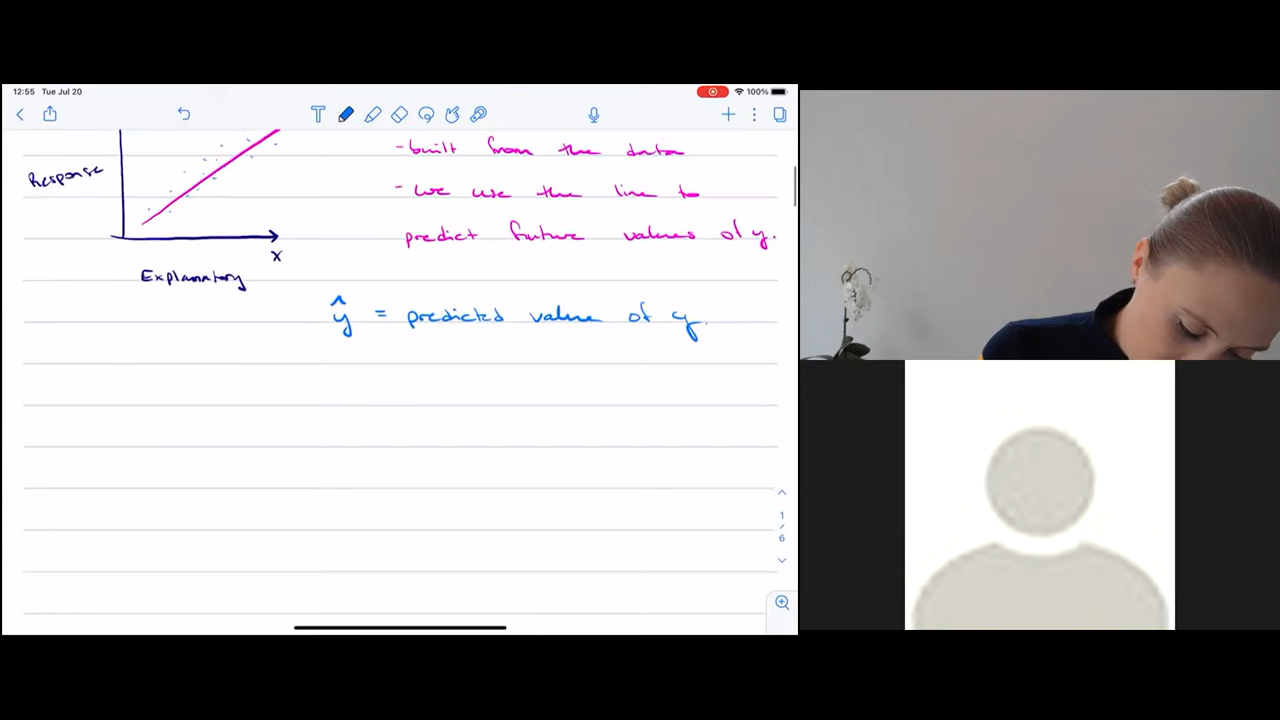 12:55 Tue Jul 20
100%
T
Response
x
Explanatory
-built from the data
-we use the line to
predict future values of y.
ŷ = predicted value of y.
1
/
6